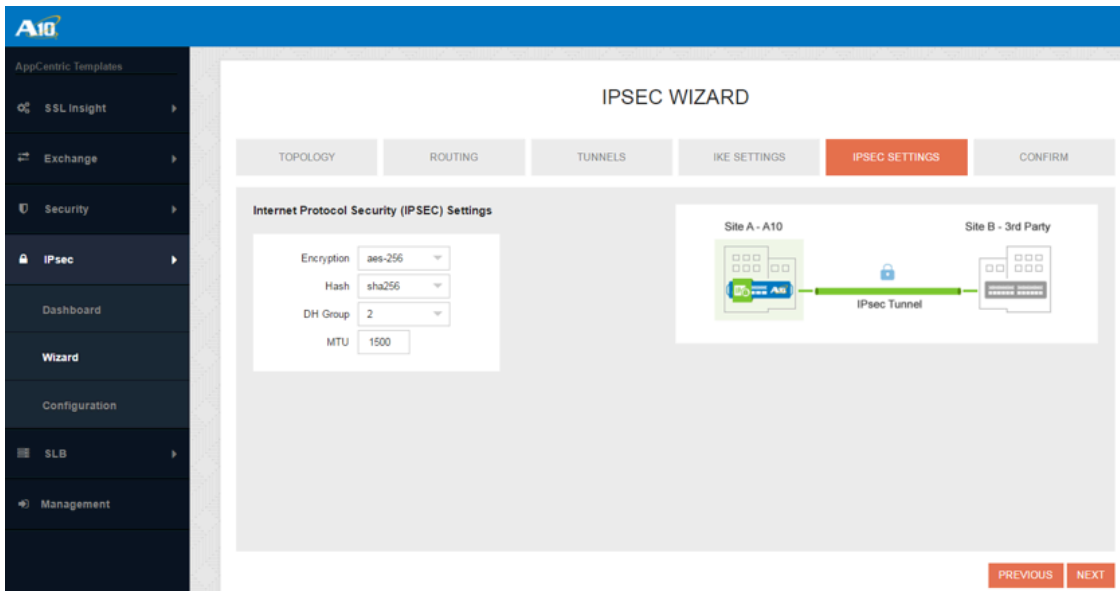 A10
AppCentric Templates
SSL Insight
Exchange
Security
IPsec
Dashboard
Wizard
Configuration
SLB
Management
IPSEC WIZARD
TOPOLOGY
ROUTING
TUNNELS
IKE SETTINGS
IPSEC SETTINGS
CONFIRM
Internet Protocol Security (IPSEC) Settings
Encryption aes-256
Hash sha256
DH Group 2
MTU 1500
Site A - A10
Site B - 3rd Party
A10
IPsec Tunnel
PREVIOUS
NEXT